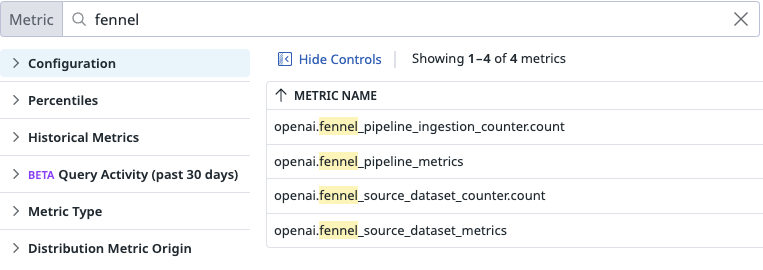 Metric fennel
Hide Controls Showing 1–4 of 4 metrics
Configuration
Percentiles
Historical Metrics
BETA Query Activity (past 30 days)
Metric Type
Distribution Metric Origin
METRIC NAME
openai.fennel_pipeline_ingestion_counter.count
openai.fennel_pipeline_metrics
openai.fennel_source_dataset_counter.count
openai.fennel_source_dataset_metrics